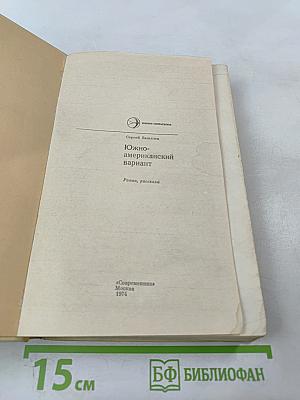 Сергей Залыгин
Южно-
американский
вариант
Роман, рассказы
«Современник»
Москва
1974
15 см
БФ БИБЛИОФАН